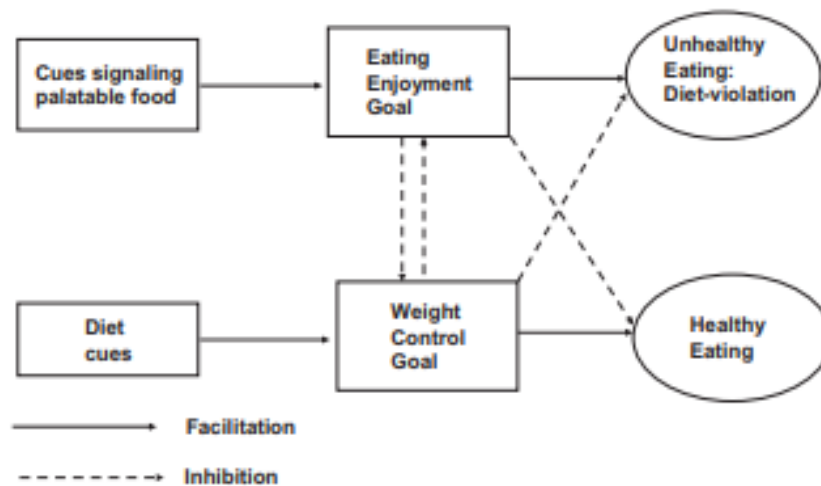 Cues signaling
palatable food
Eating
Enjoyment
Goal
Unhealthy
Eating:
Diet-violation
Diet
cues
Weight
Control
Goal
Healthy
Eating
Facilitation
Inhibition